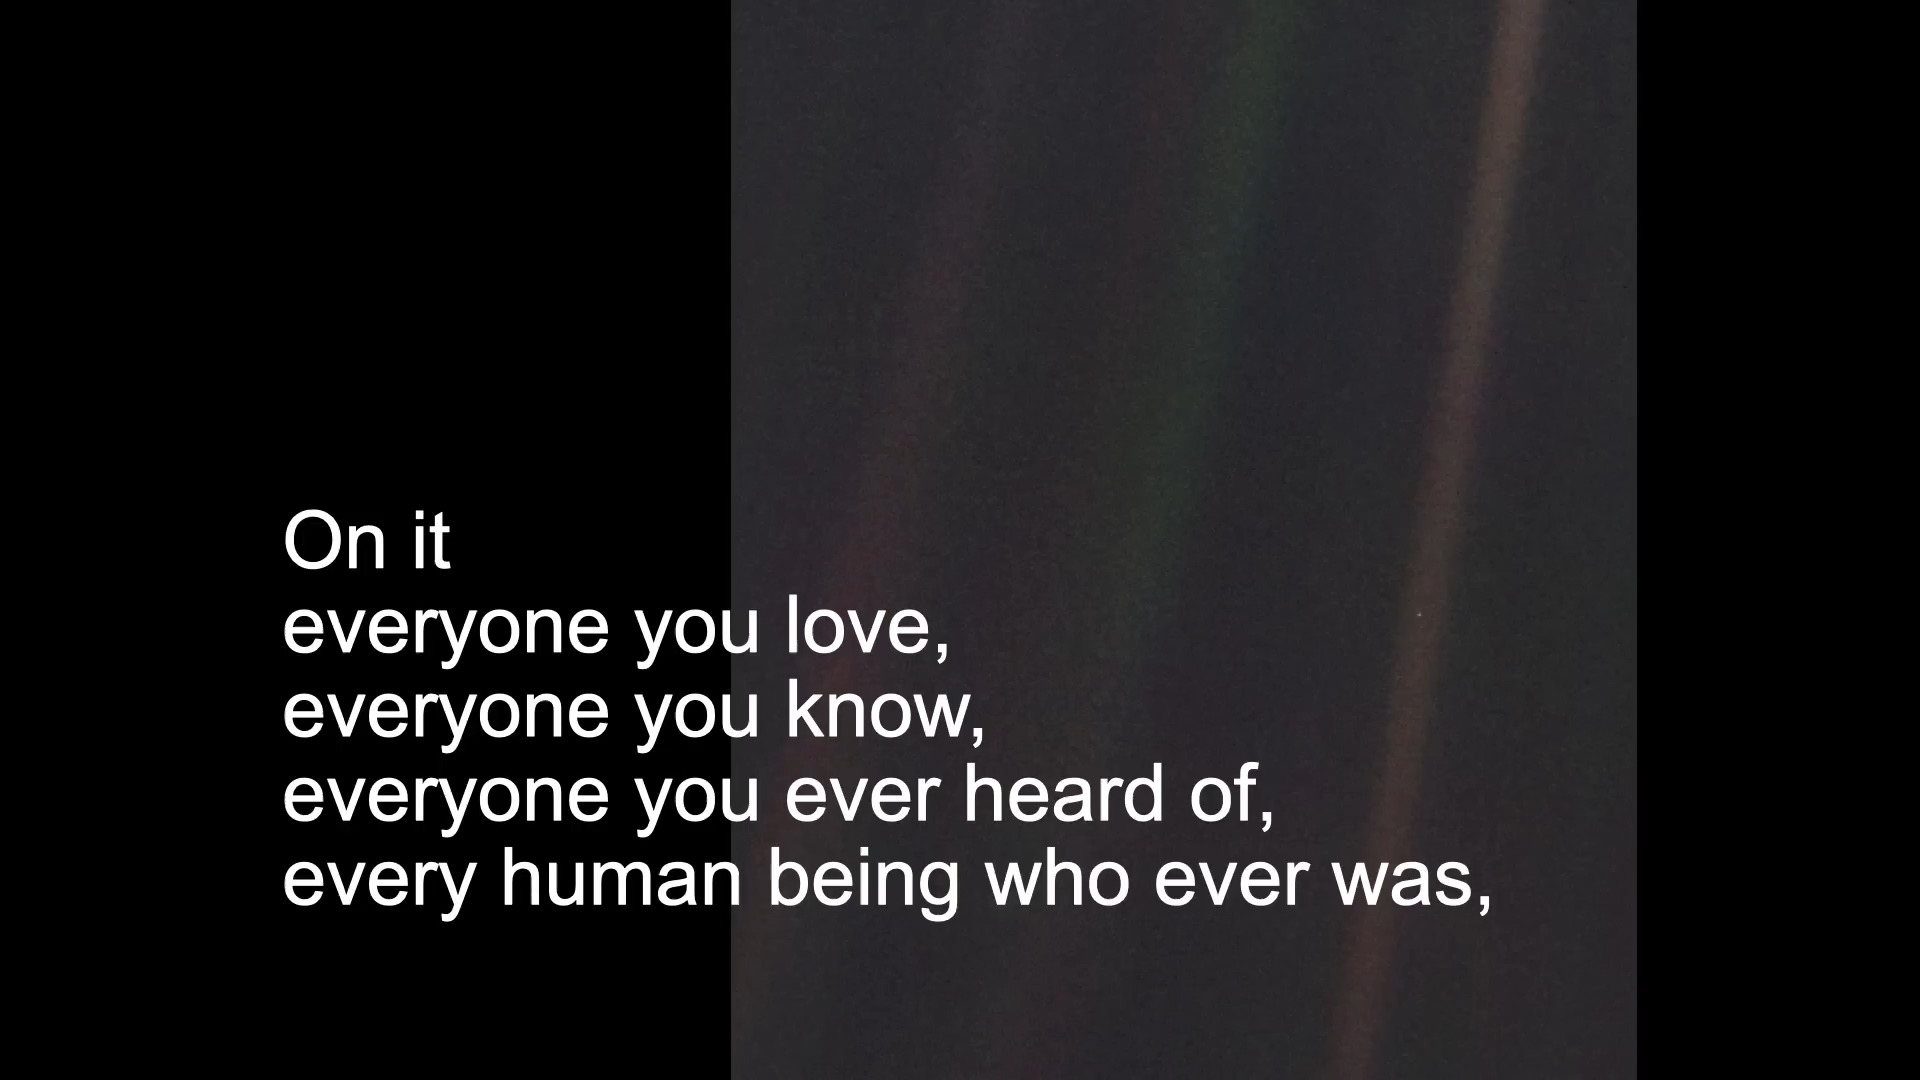 On it
everyone you love,
everyone you know,
everyone you ever heard of,
every human being who ever was,